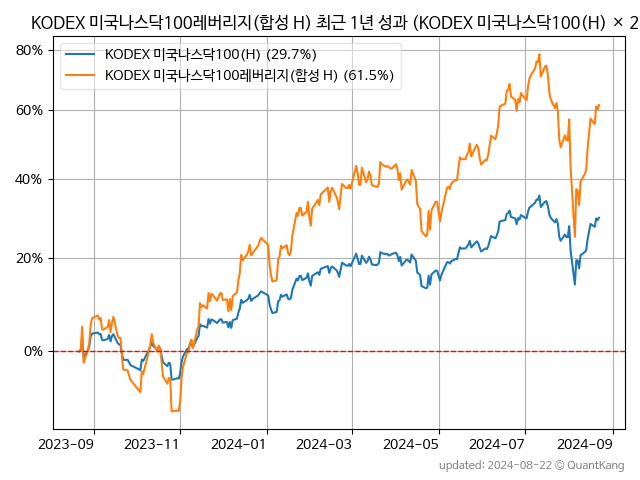 KODEX 미국나스닥100레버리지(합성 H) 최근 1년 성과 (KODEX 미국나스닥100(H) × 2
KODEX 미국나스닥100(H) (29.7%)
KODEX 미국나스닥100레버리지(합성 H) (61.5%)
80%
60%
40%
20%
0%
2023-09 2023-11 2024-01 2024-03 2024-05 2024-07 2024-09
updated: 2024-08-22 © QuantKang